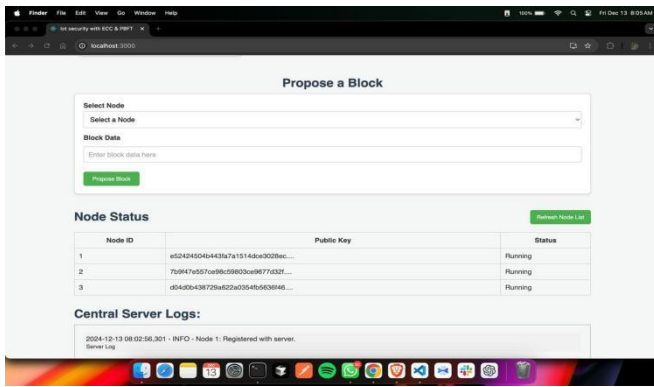 Finder File Edit View Go Window Help 100% Fri Dec 13 8:05 AM
Iot security with ECC & PBFT
localhost:3000
Propose a Block
Select Node
Select a Node
Block Data
Enter block data here
Propose Block
Node Status
Refresh Node List
Node ID Public Key Status
1 e52424504b443fa7a1514dce3028ec.... Running
2 7b9f47e557ce98c59803ce9677d32f.... Running
3 d04d0b438729a622a0354fb5636f46.... Running
Central Server Logs:
2024-12-13 08:02:56,301 - INFO - Node 1: Registered with server.
Server Log
13